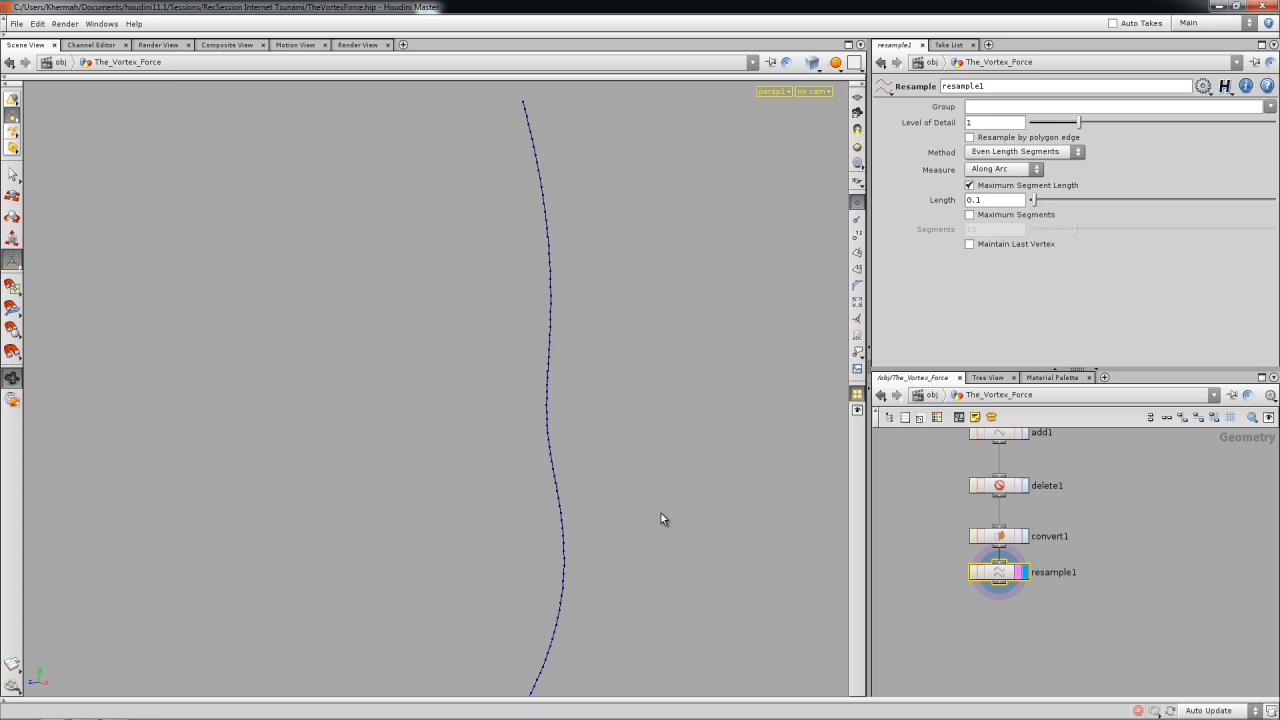 C:/Users/Khermah/Documents/houdini11.1/Sessions/RecSession Internet Tsunami/TheVortexForce.hip - Houdini Master
File Edit Render Windows Help
Auto Takes Main
Scene View Channel Editor Render View Composite View Motion View Render View
resample1 Take List
obj The_Vortex_Force
obj The_Vortex_Force
persp1 no cam
Resample resample1
Group
Level of Detail 1
Resample by polygon edge
Method Even Length Segments
Measure Along Arc
Maximum Segment Length
Length 0.1
Maximum Segments
Segments 10
Maintain Last Vertex
/obj/The_Vortex_Force Tree View Material Palette
obj The_Vortex_Force
Geometry
add1
delete1
convert1
resample1
Auto Update